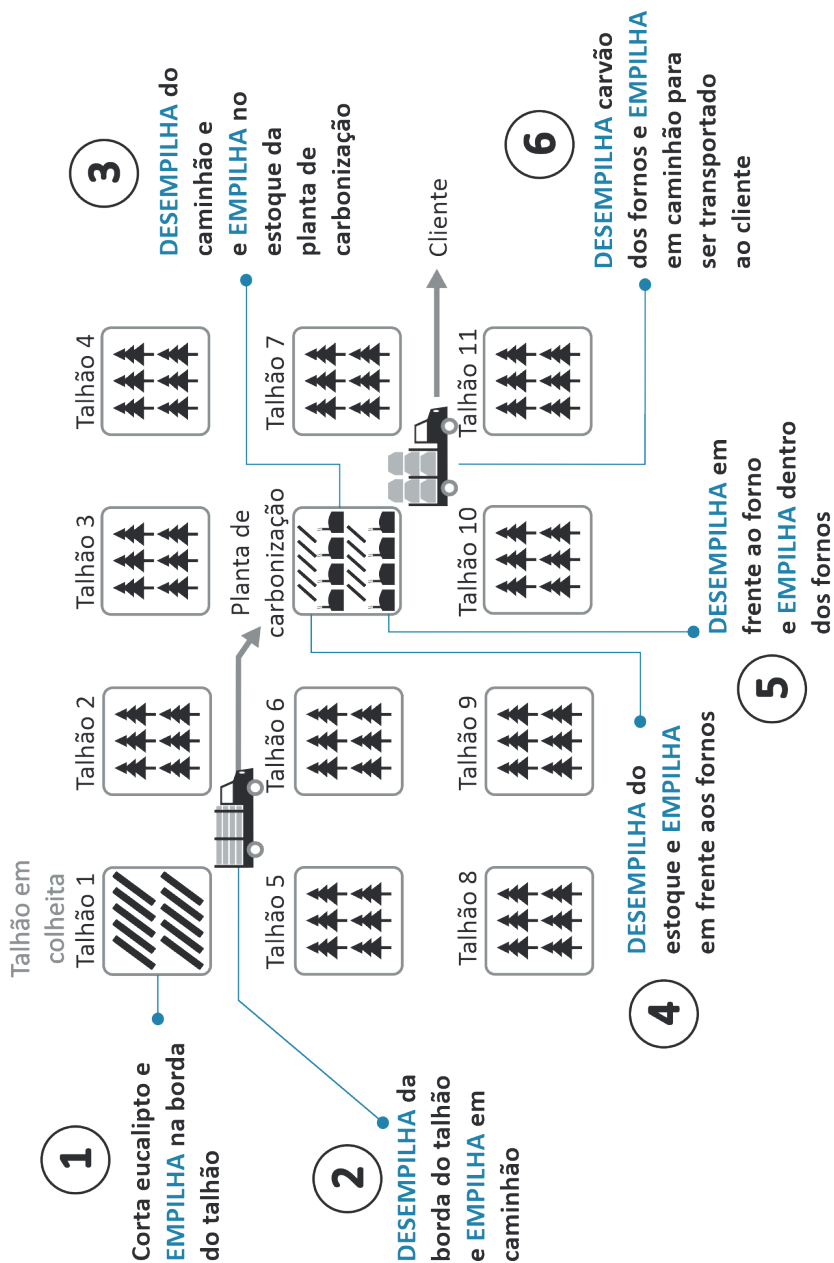 1
Corta eucalipto e
EMPILHA na borda
do talhão
2
DESEMPILHA da
borda do talhão
e EMPILHA em
caminhão
Talhão em
colheita
Talhão 1
Talhão 2
Talhão 3
Talhão 4
3
DESEMPILHA do
caminhão e
e EMPILHA no
estoque da
planta de
carbonização
Talhão 5
Talhão 6
Planta de
carbonização
Talhão 7
Cliente
Talhão 8
Talhão 9
Talhão 10
Talhão 11
4
DESEMPILHA do
estoque e EMPILHA
em frente aos fornos
5
DESEMPILHA em
frente ao forno
e EMPILHA dentro
dos fornos
6
DESEMPILHA carvão
dos fornos e EMPILHA
em caminhão para
ser transportado
ao cliente